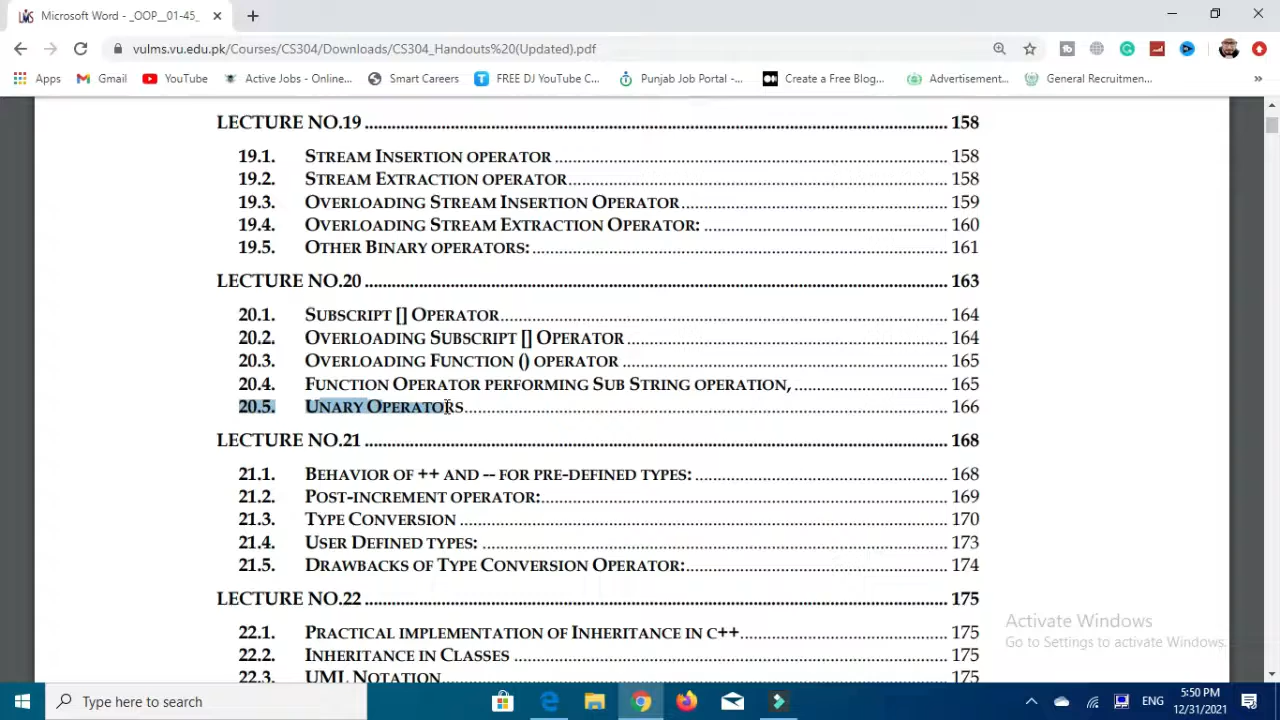 Microsoft Word - _OOP__01-45_
vulms.vu.edu.pk/Courses/CS304/Downloads/CS304_Handouts%20(Updated).pdf
Apps Gmail YouTube Active Jobs - Online... Smart Careers FREE DJ YouTube C... Punjab Job Portal -... Create a Free Blog... Advertisement... General Recruitmen... »
LECTURE NO.19 158
19.1. STREAM INSERTION OPERATOR 158
19.2. STREAM EXTRACTION OPERATOR 158
19.3. OVERLOADING STREAM INSERTION OPERATOR 159
19.4. OVERLOADING STREAM EXTRACTION OPERATOR: 160
19.5. OTHER BINARY OPERATORS: 161
LECTURE NO.20 163
20.1. SUBSCRIPT [] OPERATOR 164
20.2. OVERLOADING SUBSCRIPT [] OPERATOR 164
20.3. OVERLOADING FUNCTION () OPERATOR 165
20.4. FUNCTION OPERATOR PERFORMING SUB STRING OPERATION, 165
20.5. UNARY OPERATORS 166
LECTURE NO.21 168
21.1. BEHAVIOR OF ++ AND -- FOR PRE-DEFINED TYPES: 168
21.2. POST-INCREMENT OPERATOR: 169
21.3. TYPE CONVERSION 170
21.4. USER DEFINED TYPES: 173
21.5. DRAWBACKS OF TYPE CONVERSION OPERATOR: 174
LECTURE NO.22 175
22.1. PRACTICAL IMPLEMENTATION OF INHERITANCE IN C++ 175
22.2. INHERITANCE IN CLASSES 175
22.3. UML NOTATION 175
Activate Windows
Go to Settings to activate Windows.
Type here to search
ENG
5:50 PM
12/31/2021